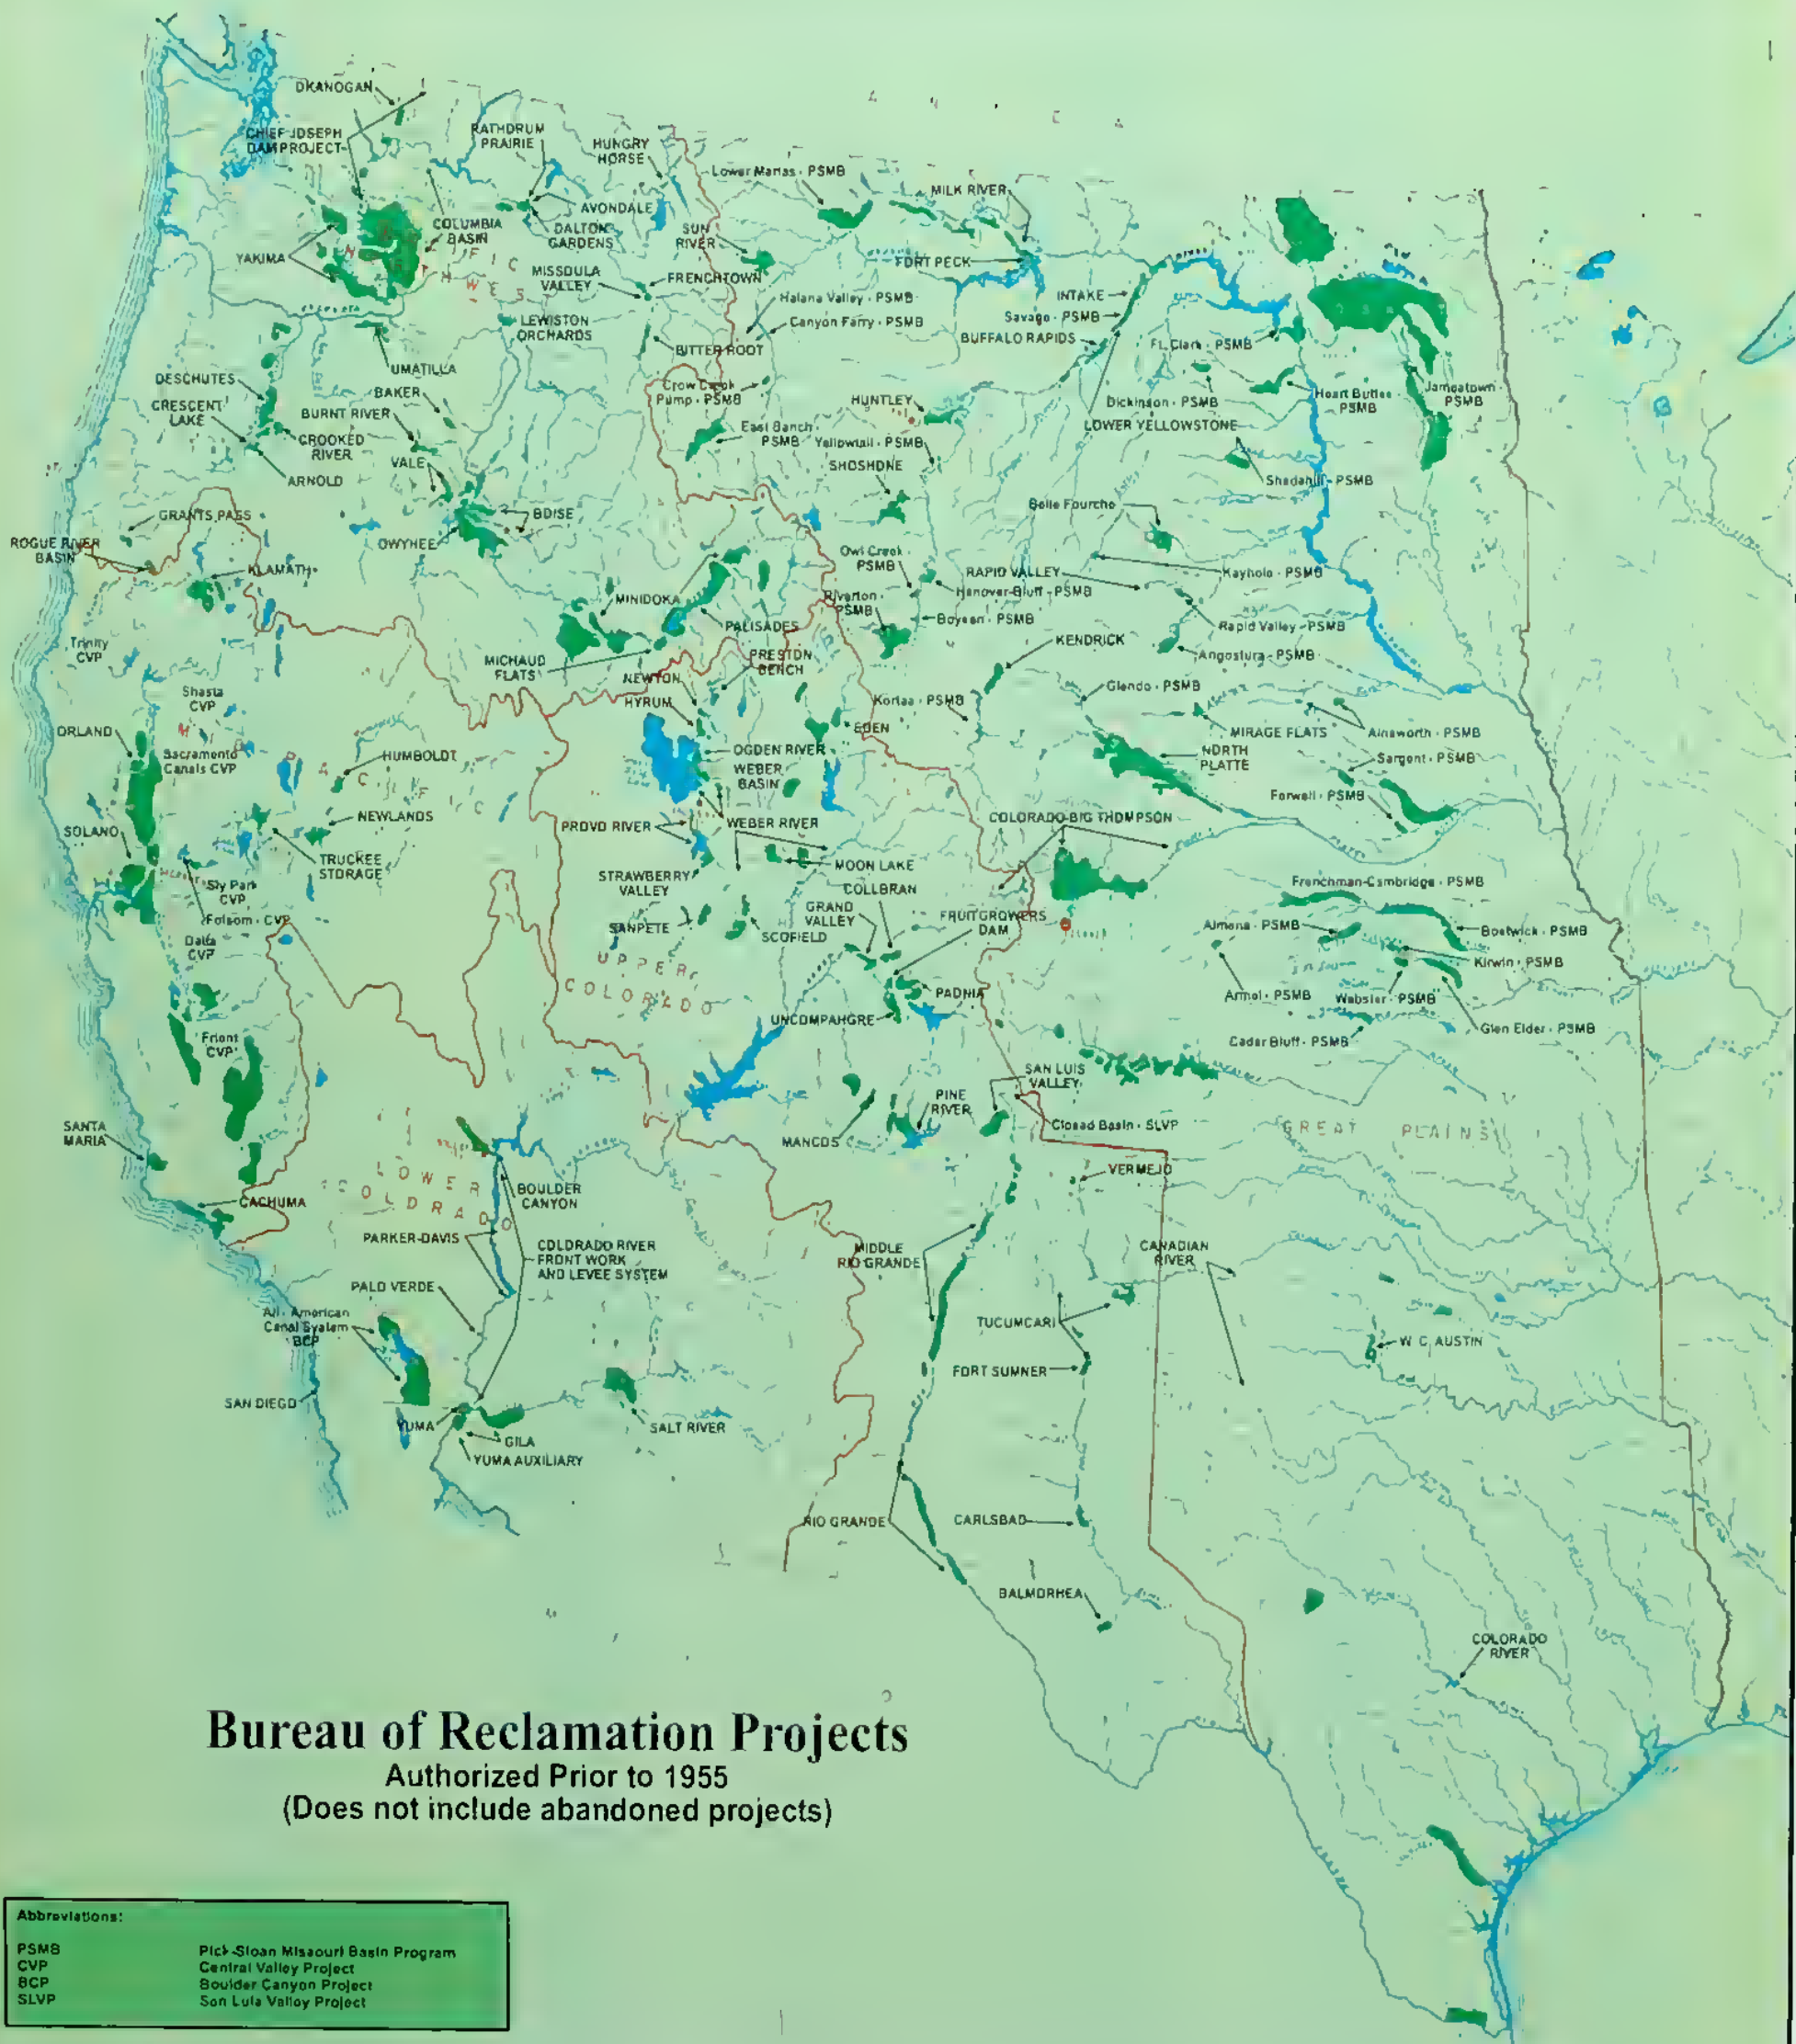 OKANOGAN
CHIEF JOSEPH
DAM PROJECT
RATHDRUM
PRAIRIE
HUNGRY
HORSE
Lower Marias - PSMB
MILK RIVER
AVONDALE
COLUMBIA
BASIN
DALTON
GARDENS
SUN
RIVER
YAKIMA
FORT PECK
MISSOULA
VALLEY
FRENCHTOWN
INTAKE
Helena Valley - PSMB
Savage - PSMB
LEWISTON
ORCHARDS
Canyon Ferry - PSMB
BUFFALO RAPIDS
Ft. Clark - PSMB
BITTER ROOT
UMATILLA
DESCHUTES
BAKER
Crow Creek
Pump - PSMB
Heart Buttes
PSMB
Jamestown
PSMB
CRESCENT
LAKE
BURNT RIVER
HUNTLEY
Dickinson - PSMB
LOWER YELLOWSTONE
CROOKED
RIVER
East Banch
PSMB
Yellowtail - PSMB
VALE
SHOSHONE
ARNOLD
Shadehill - PSMB
Belle Fourche
GRANTS PASS
BOISE
ROGUE RIVER
BASIN
OWYHEE
Owl Creek
PSMB
KLAMATH
RAPID VALLEY
Keyhole - PSMB
Hanover-Bluff - PSMB
MINIDOKA
Riverton
PSMB
Boysen - PSMB
PALISADES
Rapid Valley - PSMB
KENDRICK
Trinity
CVP
Angostura - PSMB
MICHAUD
FLATS
PRESTON
BENCH
NEWTON
Glendo - PSMB
Shasta
CVP
HYRUM
Kortes - PSMB
ORLAND
EDEN
MIRAGE FLATS
Ainsworth - PSMB
Sacramento
Canals CVP
HUMBOLDT
OGDEN RIVER
NORTH
PLATTE
Sargent - PSMB
WEBER
BASIN
Farwell - PSMB
NEWLANDS
SOLANO
PROVO RIVER
WEBER RIVER
COLORADO-BIG THOMPSON
TRUCKEE
STORAGE
MOON LAKE
STRAWBERRY
VALLEY
Sly Park
CVP
COLLBRAN
Frenchman-Cambridge - PSMB
Folsom - CVP
GRAND
VALLEY
FRUITGROWERS
DAM
SANPETE
SCOFIELD
Almena - PSMB
Bostwick - PSMB
Delta
CVP
UPPER
COLORADO
Kirwin - PSMB
PAONIA
Armel - PSMB
Webster - PSMB
UNCOMPAHGRE
Glen Elder - PSMB
Friant
CVP
Cedar Bluff - PSMB
SAN LUIS
VALLEY
PINE
RIVER
SANTA
MARIA
Closed Basin - SLVP
GREAT PLAINS
MANCOS
VERMEJO
LOWER
COLORADO
CACHUMA
BOULDER
CANYON
PARKER-DAVIS
COLORADO RIVER
FRONT WORK
AND LEVEE SYSTEM
MIDDLE
RIO GRANDE
CANADIAN
RIVER
PALO VERDE
All-American
Canal System
BCP
TUCUMCARI
W C AUSTIN
FORT SUMNER
SAN DIEGO
YUMA
SALT RIVER
GILA
YUMA AUXILIARY
RIO GRANDE
CARLSBAD
BALMORHEA
COLORADO
RIVER
Bureau of Reclamation Projects
Authorized Prior to 1955
(Does not include abandoned projects)
Abbreviations:
PSMB Pick-Sloan Missouri Basin Program
CVP Central Valley Project
BCP Boulder Canyon Project
SLVP San Luis Valley Project